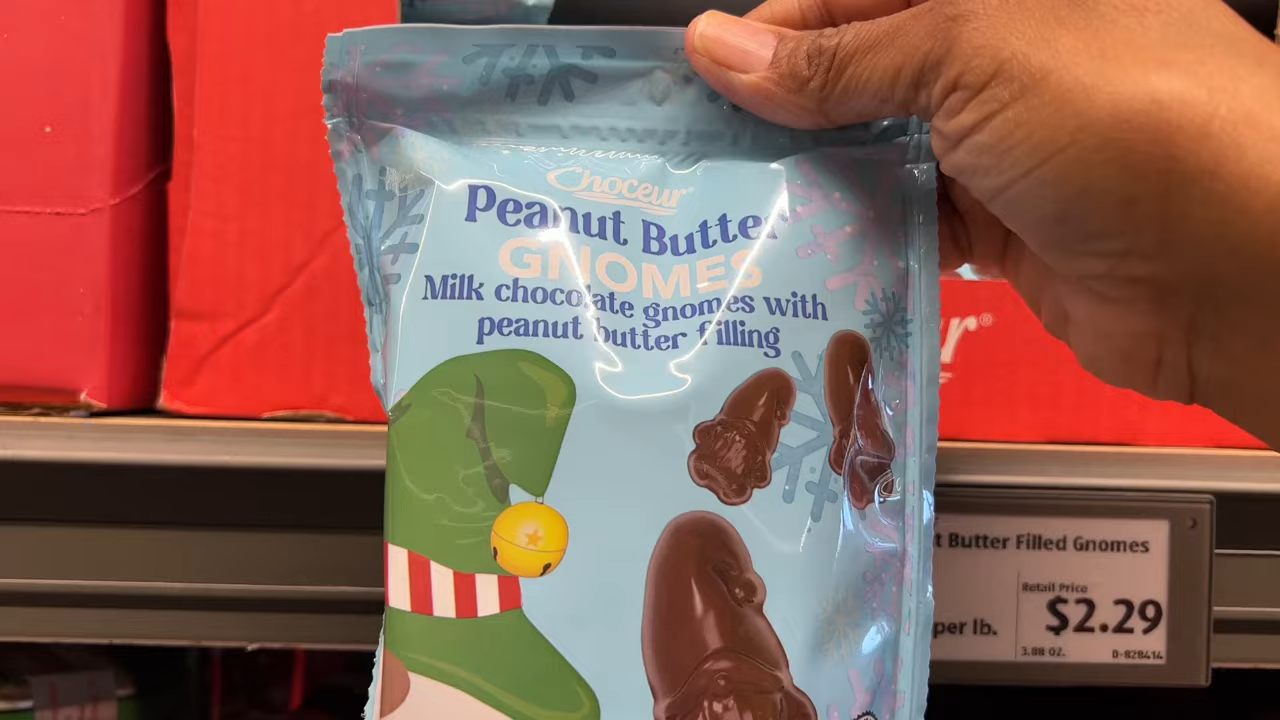 Choceur®
Peanut Butter
GNOMES
Milk chocolate gnomes with
peanut butter filling
r®
t Butter Filled Gnomes
Retail Price
$2.29
per lb.
3.88 OZ.
D-828414